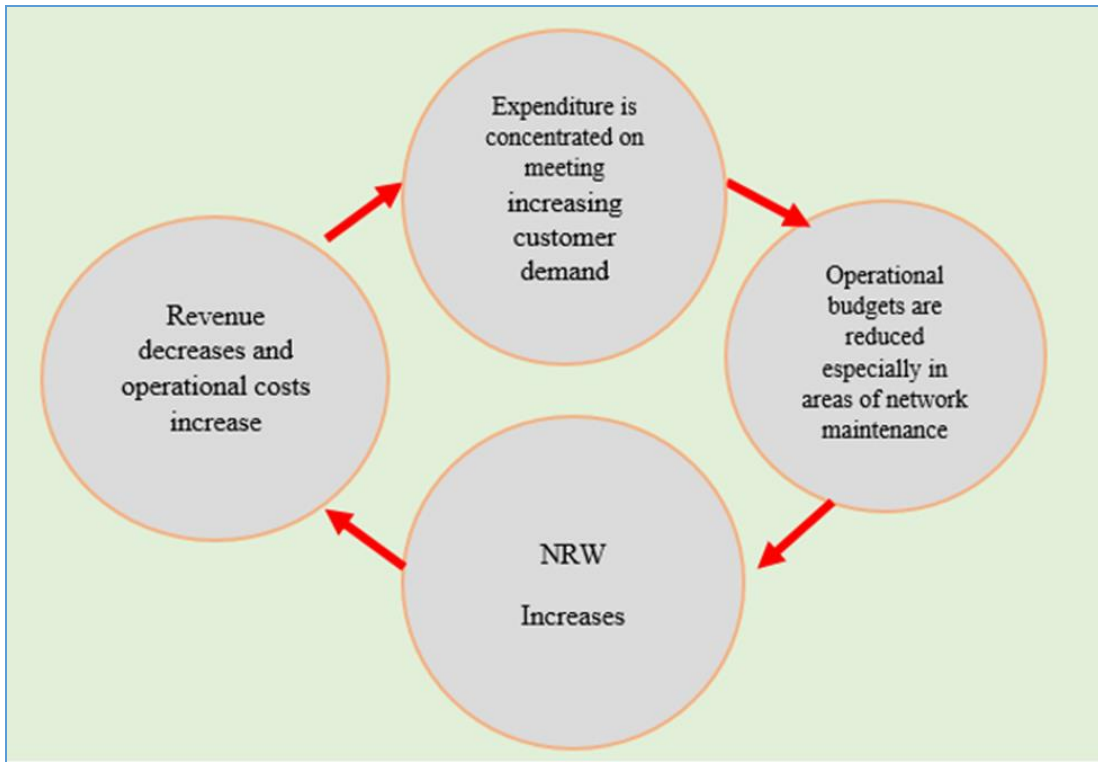 Expenditure is
concentrated on
meeting
increasing
customer
demand
Operational
budgets are
reduced
especially in
areas of network
maintenance
NRW
Increases
Revenue
decreases and
operational costs
increase